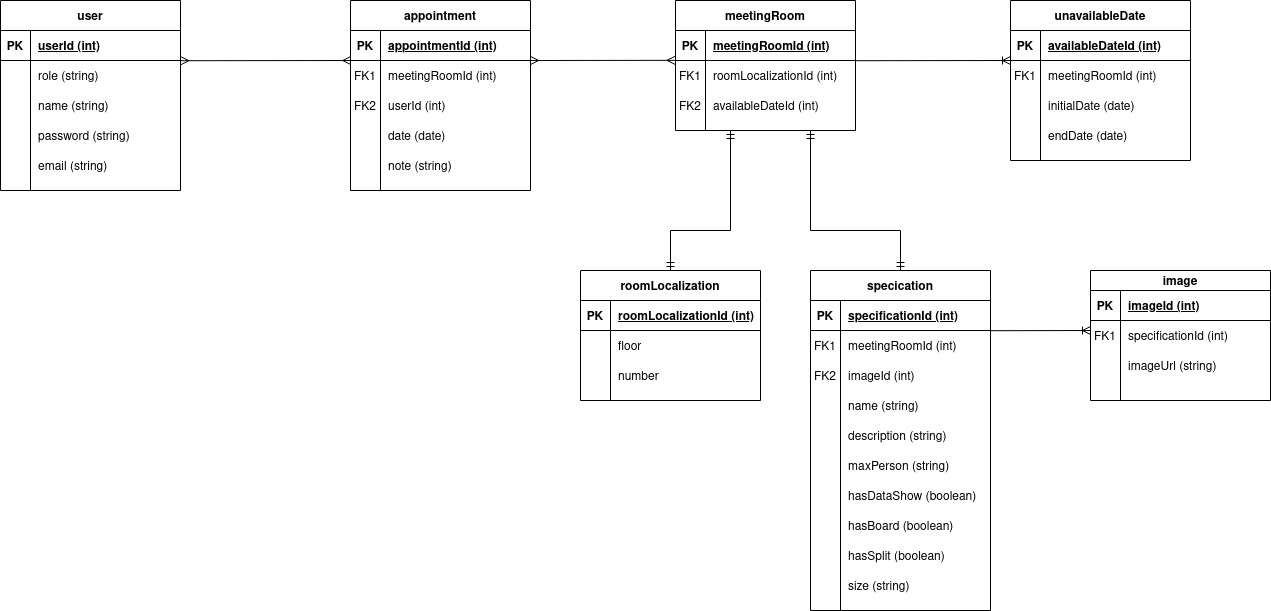 user
PK userId (int)
role (string)
name (string)
password (string)
email (string)
appointment
PK appointmentId (int)
FK1 meetingRoomId (int)
FK2 userId (int)
date (date)
note (string)
meetingRoom
PK meetingRoomId (int)
FK1 roomLocalizationId (int)
FK2 availableDateId (int)
unavailableDate
PK availableDateId (int)
FK1 meetingRoomId (int)
initialDate (date)
endDate (date)
roomLocalization
PK roomLocalizationId (int)
floor
number
specication
PK specificationId (int)
FK1 meetingRoomId (int)
FK2 imageId (int)
name (string)
description (string)
maxPerson (string)
hasDataShow (boolean)
hasBoard (boolean)
hasSplit (boolean)
size (string)
image
PK imageId (int)
FK1 specificationId (int)
imageUrl (string)